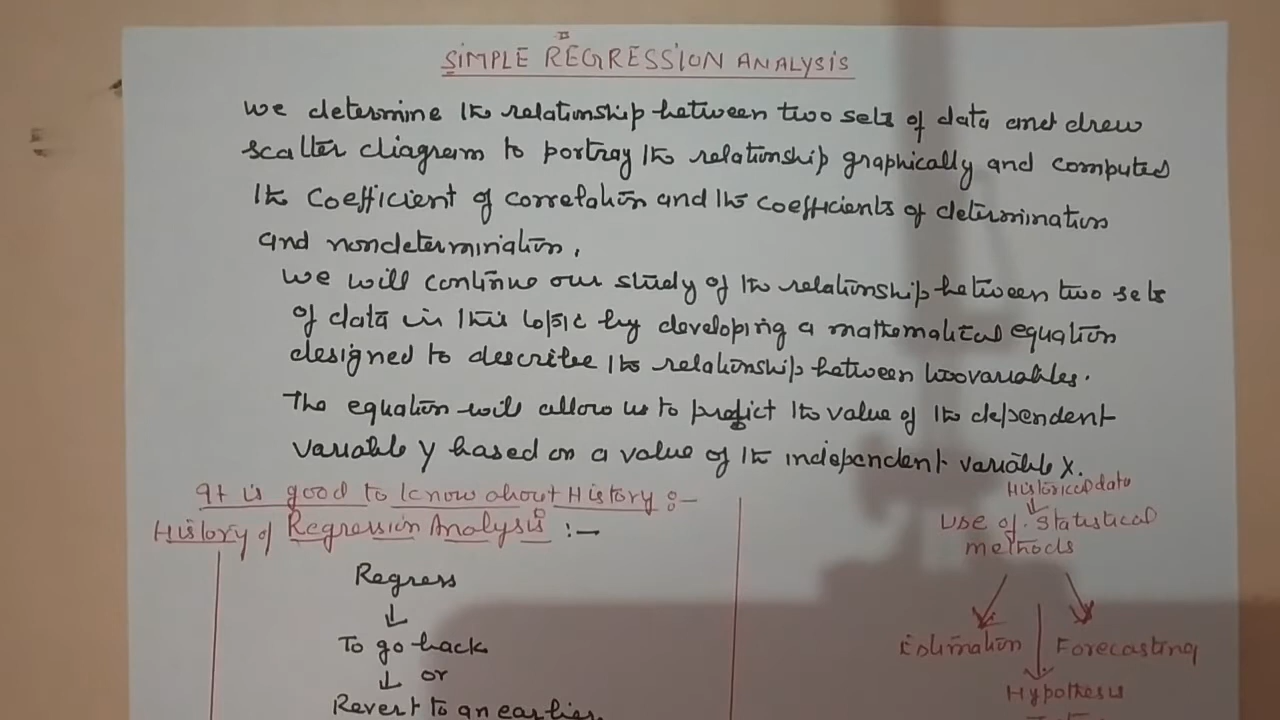 SIMPLE REGRESSION ANALYSIS
We determine the relationship between two sets of data and drew
scatter diagram to portray the relationship graphically and computed
the coefficient of correlation and the coefficients of determination
and nondetermination.
We will continue our study of the relationship between two sets
of data in this topic by developing a mathematical equation
designed to describe the relationship between two variables.
The equation will allow us to predict the value of the dependent
variable Y based on a value of the independent variable X.
It is good to know about History :-
History of Regression Analysis :-
Regress
↓
To go back
↓ or
Revert to an earlier
Historical data
↓
Use of statistical
methods
Estimation
Forecasting
Hypothesis